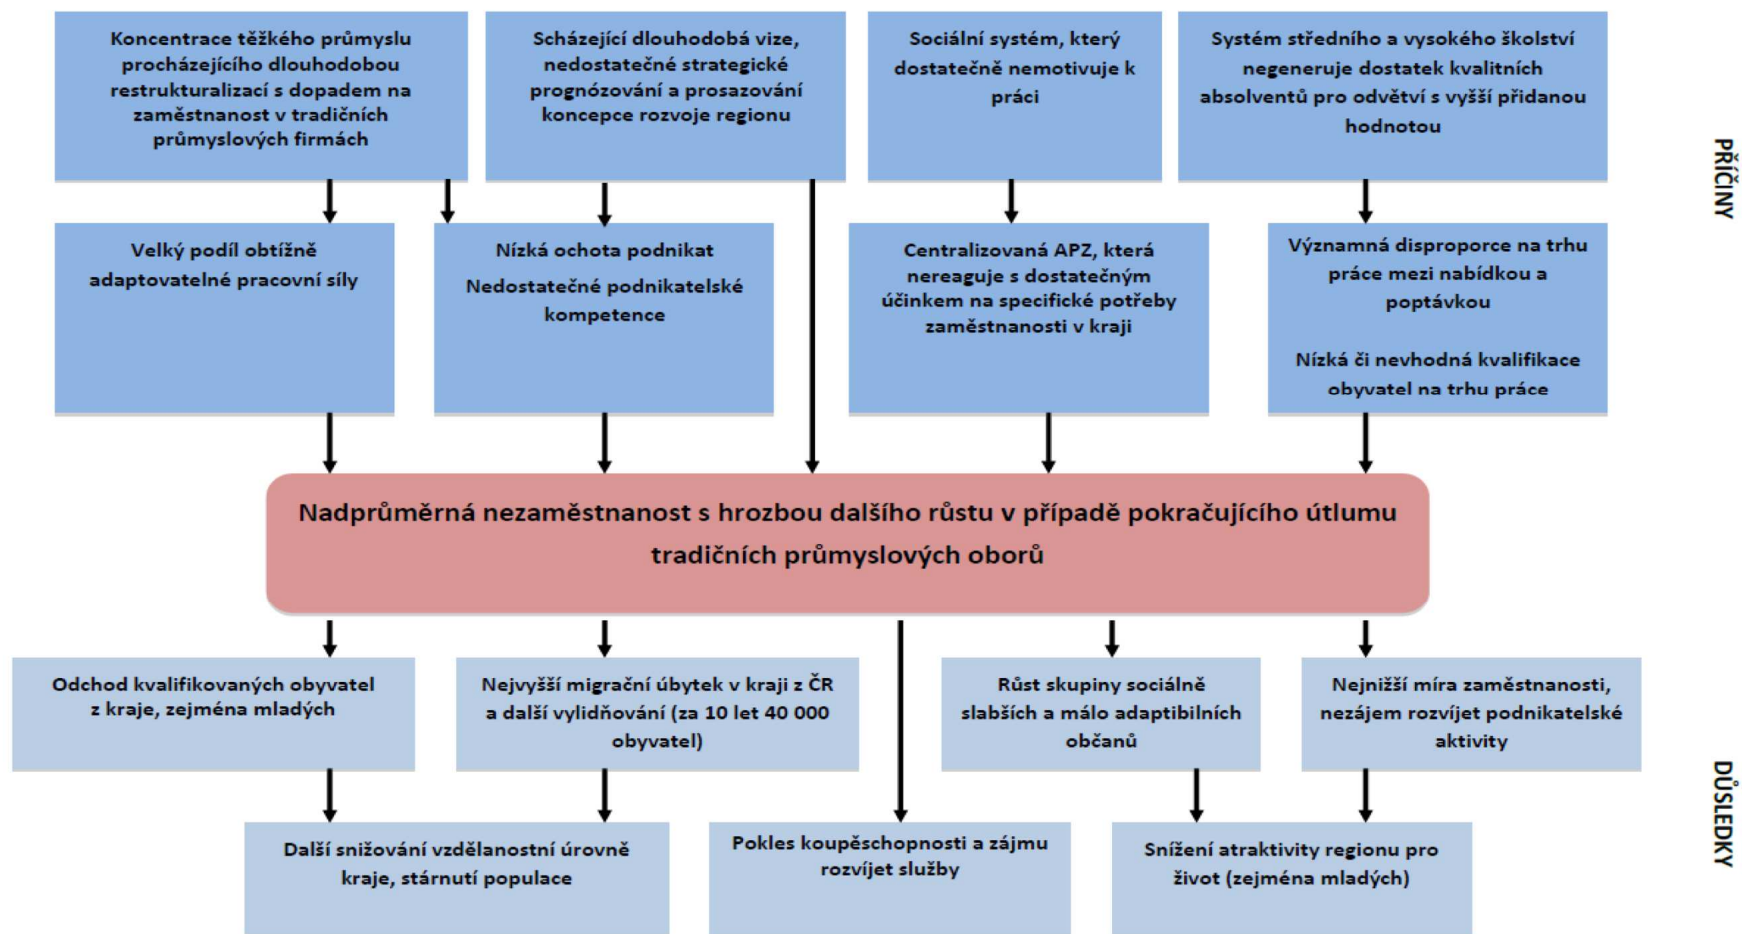 Koncentrace těžkého průmyslu
procházejícího dlouhodobou
restrukturalizací s dopadem na
zaměstnanost v tradičních
průmyslových firmách
Scházející dlouhodobá vize,
nedostatečné strategické
prognózování a prosazování
koncepce rozvoje regionu
Sociální systém, který
dostatečně nemotivuje k
práci
Systém středního a vysokého školství
negeneruje dostatek kvalitních
absolventů pro odvětví s vyšší přidanou
hodnotou
PŘÍČINY
Velký podíl obtížně
adaptovatelné pracovní síly
Nízká ochota podnikat
Nedostatečné podnikatelské
kompetence
Centralizovaná APZ, která
nereaguje s dostatečným
účinkem na specifické potřeby
zaměstnanosti v kraji
Významná disproporce na trhu
práce mezi nabídkou a
poptávkou
Nízká či nevhodná kvalifikace
obyvatel na trhu práce
Nadprůměrná nezaměstnanost s hrozbou dalšího růstu v případě pokračujícího útlumu
tradičních průmyslových oborů
Odchod kvalifikovaných obyvatel
z kraje, zejména mladých
Nejvyšší migrační úbytek v kraji z ČR
a další vylidňování (za 10 let 40 000
obyvatel)
Růst skupiny sociálně
slabších a málo adaptibilních
občanů
Nejnižší míra zaměstnanosti,
nezájem rozvíjet podnikatelské
aktivity
DŮSLEDKY
Další snižování vzdělanostní úrovně
kraje, stárnutí populace
Pokles koupěschopnosti a zájmu
rozvíjet služby
Snížení atraktivity regionu pro
život (zejména mladých)